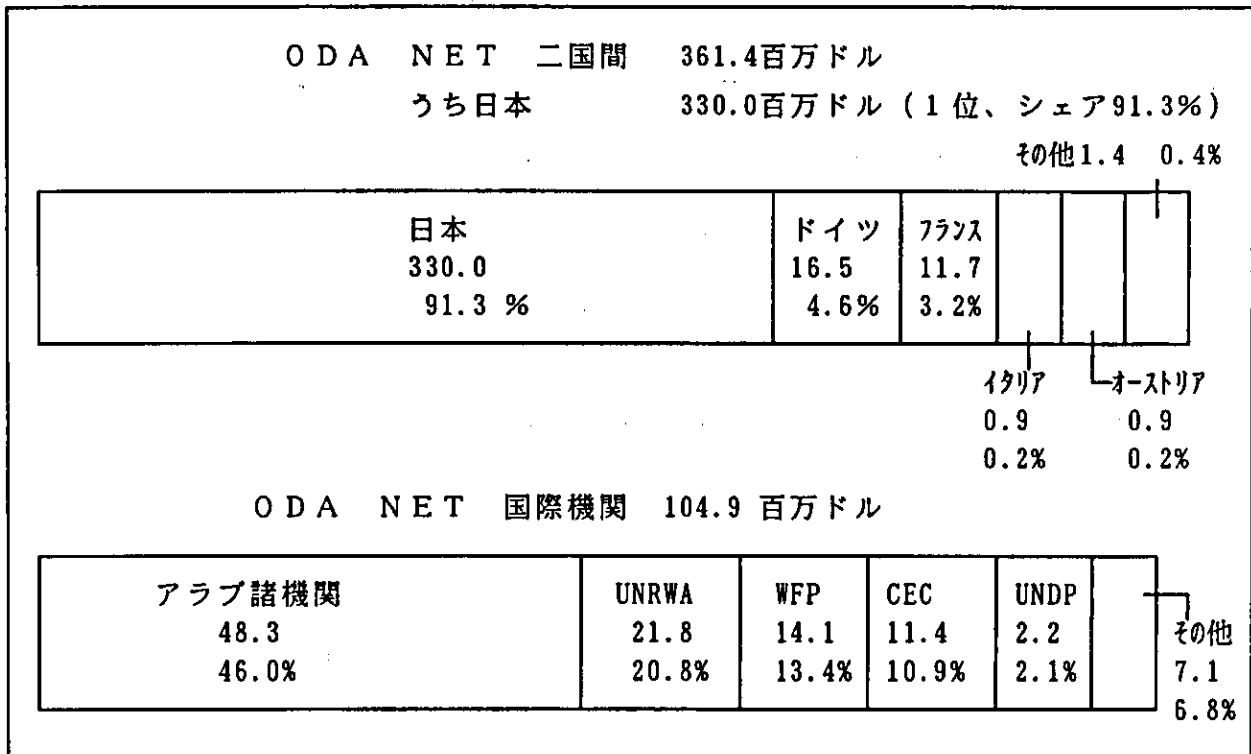 ODA NET 二国間 361.4百万ドル
うち日本 330.0百万ドル (1位、シェア91.3%)
その他1.4 0.4%
日本 ドイツ フランス
330.0 16.5 11.7
91.3 % 4.6% 3.2%
イタリア オーストリア
0.9 0.9
0.2% 0.2%
ODA NET 国際機関 104.9 百万ドル
アラブ諸機関 UNRWA WFP CEC UNDP
48.3 21.8 14.1 11.4 2.2 その他
46.0% 20.8% 13.4% 10.9% 2.1% 7.1
6.8%